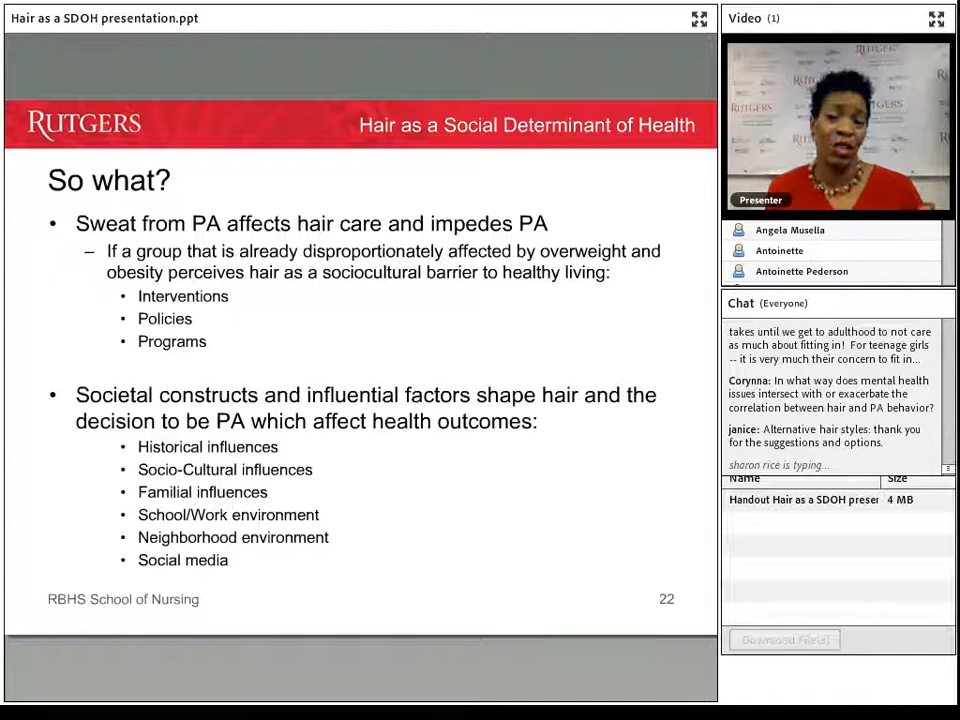 Hair as a SDOH presentation.ppt
RUTGERS
Hair as a Social Determinant of Health
So what?
• Sweat from PA affects hair care and impedes PA
– If a group that is already disproportionately affected by overweight and
obesity perceives hair as a sociocultural barrier to healthy living:
• Interventions
• Policies
• Programs
• Societal constructs and influential factors shape hair and the
decision to be PA which affect health outcomes:
• Historical influences
• Socio-Cultural influences
• Familial influences
• School/Work environment
• Neighborhood environment
• Social media
RBHS School of Nursing
22
Video (1)
RUTGERS
Presenter
Angela Musella
Antoinette
Antoinette Pederson
Chat (Everyone)
takes until we get to adulthood to not care
as much about fitting in! For teenage girls
-- it is very much their concern to fit in...
Corynna: In what way does mental health
issues intersect with or exacerbate the
correlation between hair and PA behavior?
janice: Alternative hair styles: thank you
for the suggestions and options.
sharon rice is typing...
Name Size
Handout Hair as a SDOH preser 4 MB
Download File(s)